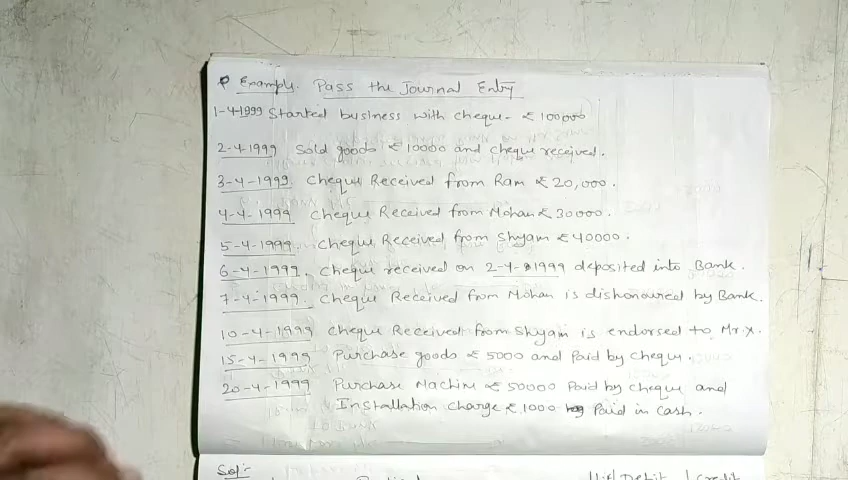 Example. Pass the Journal Entry
1-4-1999 Started business with cheque - ₹ 100000
2-4-1999 Sold goods ₹ 10000 and cheque received.
3-4-1999. Cheque Received from Ram ₹ 20,000.
4-4-1999 Cheque Received from Mohan ₹ 30000.
5-4-1999. Cheque Received from Shyam ₹ 40000.
6-4-1999. Cheque received on 2-4-1999 deposited into Bank.
7-4-1999. Cheque Received from Mohan is dishonoured by Bank.
10-4-1999 Cheque Received from Shyam is endorsed to Mr. X.
15-4-1999 Purchase goods ₹ 5000 and Paid by cheque.
20-4-1999 Purchase Machine ₹ 50000 Paid by cheque and
Installation charge ₹ 1000 Paid in cash.
Sol:-
Debit Credit